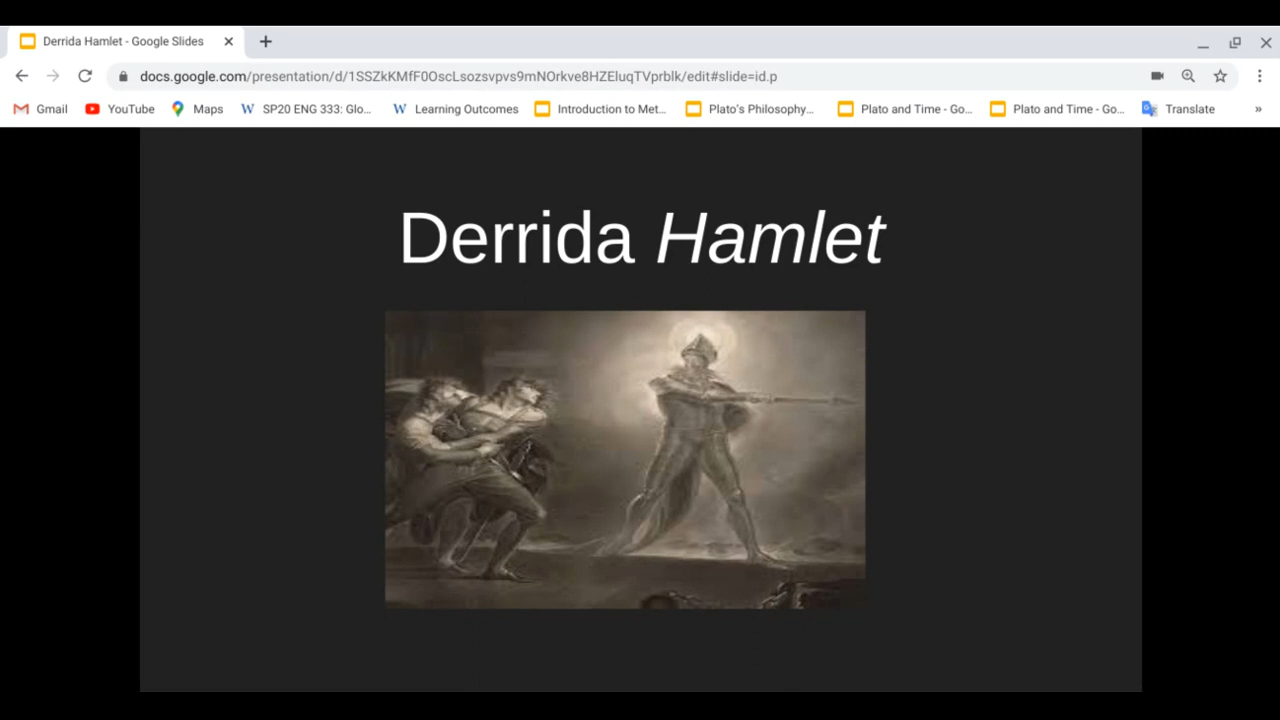 Derrida Hamlet - Google Slides
docs.google.com/presentation/d/1SSZkKMfF0OscLsozsvpvs9mNOrkve8HZEluqTVprblk/edit#slide=id.p
Gmail YouTube Maps SP20 ENG 333: Glo... Learning Outcomes Introduction to Met... Plato's Philosophy... Plato and Time - Go... Plato and Time - Go... Translate »
Derrida Hamlet